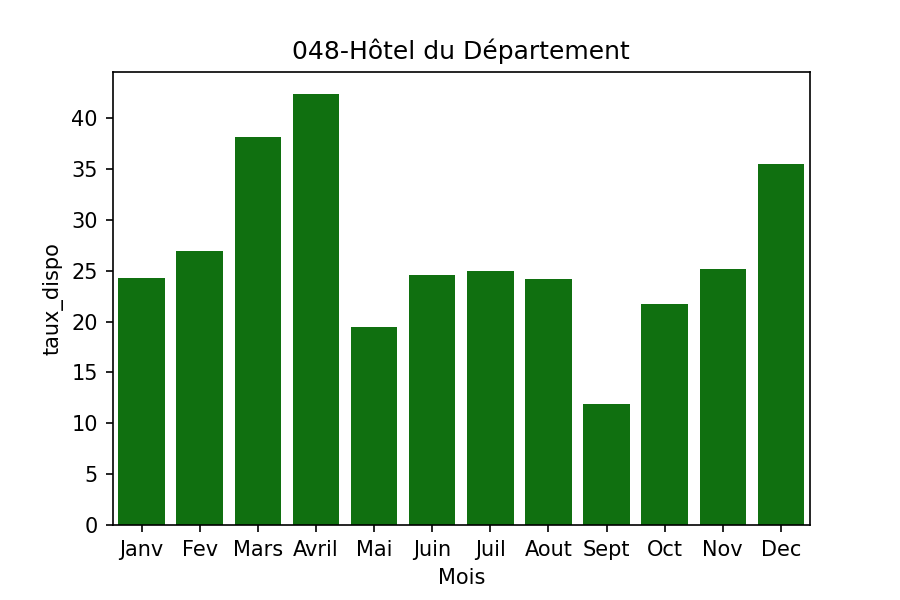 048-Hôtel du Département
taux_dispo
40
35
30
25
20
15
10
5
0
Janv Fev Mars Avril Mai Juin Juil Aout Sept Oct Nov Dec
Mois